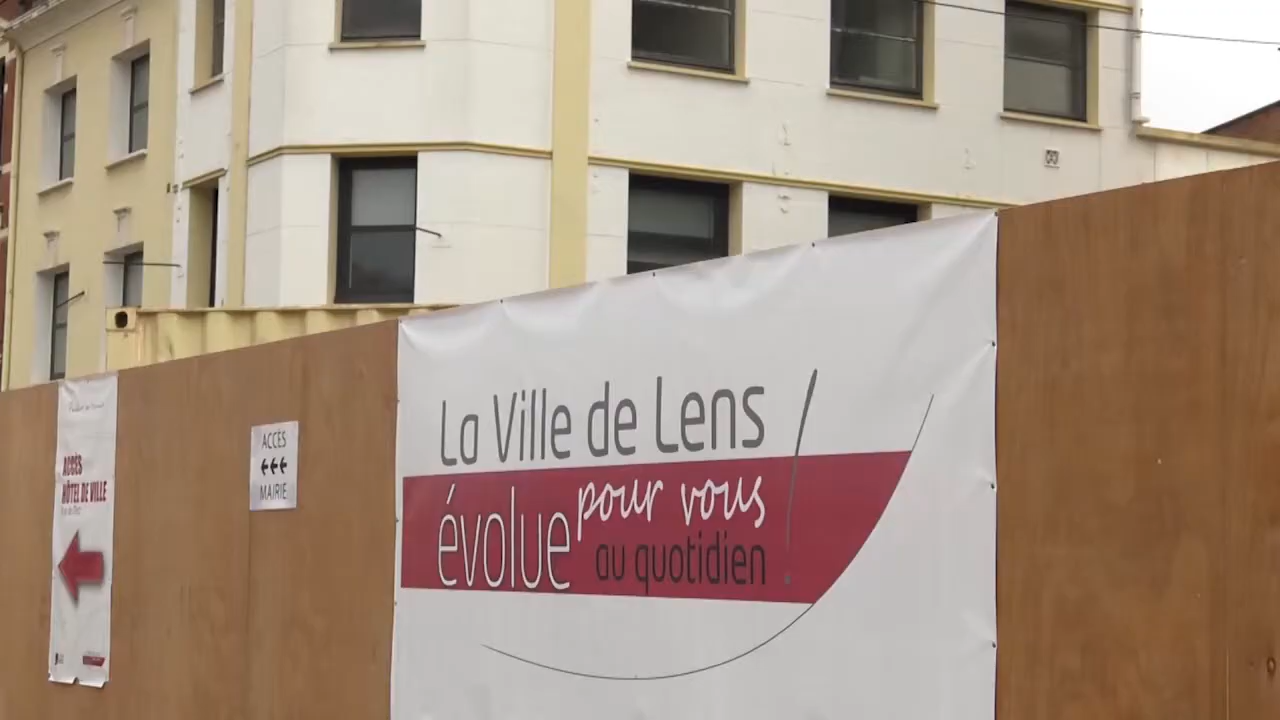 ACCÈS
HÔTEL DE VILLE
ACCÈS
MAIRIE
La Ville de Lens !
évolue pour vous
au quotidien